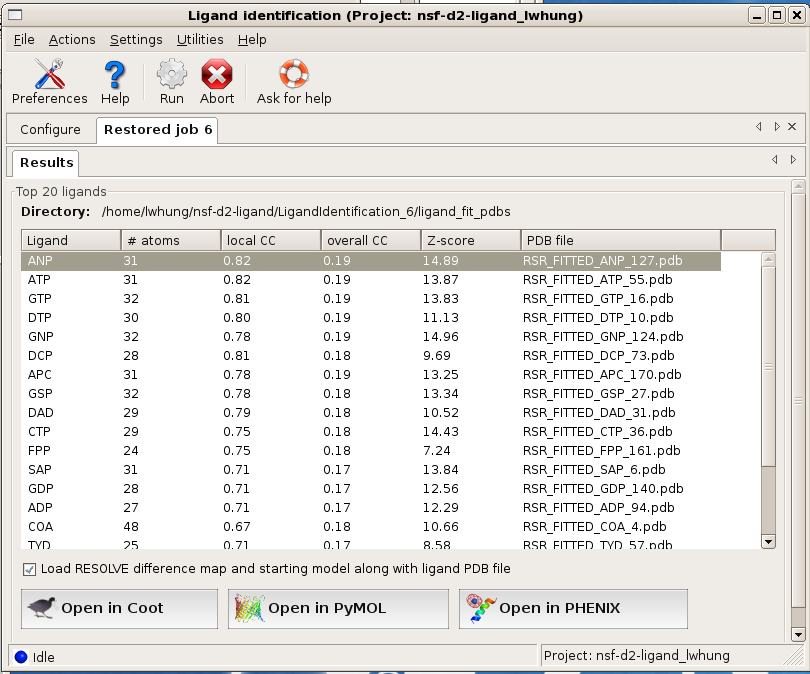 Ligand identification (Project: nsf-d2-ligand_lwhung)
File Actions Settings Utilities Help
Preferences Help Run Abort Ask for help
Configure Restored job 6
Results
Top 20 ligands
Directory: /home/lwhung/nsf-d2-ligand/LigandIdentification_6/ligand_fit_pdbs
Ligand # atoms local CC overall CC Z-score PDB file
ANP 31 0.82 0.19 14.89 RSR_FITTED_ANP_127.pdb
ATP 31 0.82 0.19 13.87 RSR_FITTED_ATP_55.pdb
GTP 32 0.81 0.19 13.83 RSR_FITTED_GTP_16.pdb
DTP 30 0.80 0.19 11.13 RSR_FITTED_DTP_10.pdb
GNP 32 0.78 0.19 14.96 RSR_FITTED_GNP_124.pdb
DCP 28 0.81 0.18 9.69 RSR_FITTED_DCP_73.pdb
APC 31 0.78 0.19 13.25 RSR_FITTED_APC_170.pdb
GSP 32 0.78 0.18 13.34 RSR_FITTED_GSP_27.pdb
DAD 29 0.79 0.18 10.52 RSR_FITTED_DAD_31.pdb
CTP 29 0.75 0.18 14.43 RSR_FITTED_CTP_36.pdb
FPP 24 0.75 0.18 7.24 RSR_FITTED_FPP_161.pdb
SAP 31 0.71 0.17 13.84 RSR_FITTED_SAP_6.pdb
GDP 28 0.71 0.17 12.56 RSR_FITTED_GDP_140.pdb
ADP 27 0.71 0.17 12.29 RSR_FITTED_ADP_94.pdb
COA 48 0.67 0.18 10.66 RSR_FITTED_COA_4.pdb
TYD 25 0.71 0.17 8.58 RSR_FITTED_TYD_57.pdb
Load RESOLVE difference map and starting model along with ligand PDB file
Open in Coot Open in PyMOL Open in PHENIX
Idle Project: nsf-d2-ligand_lwhung